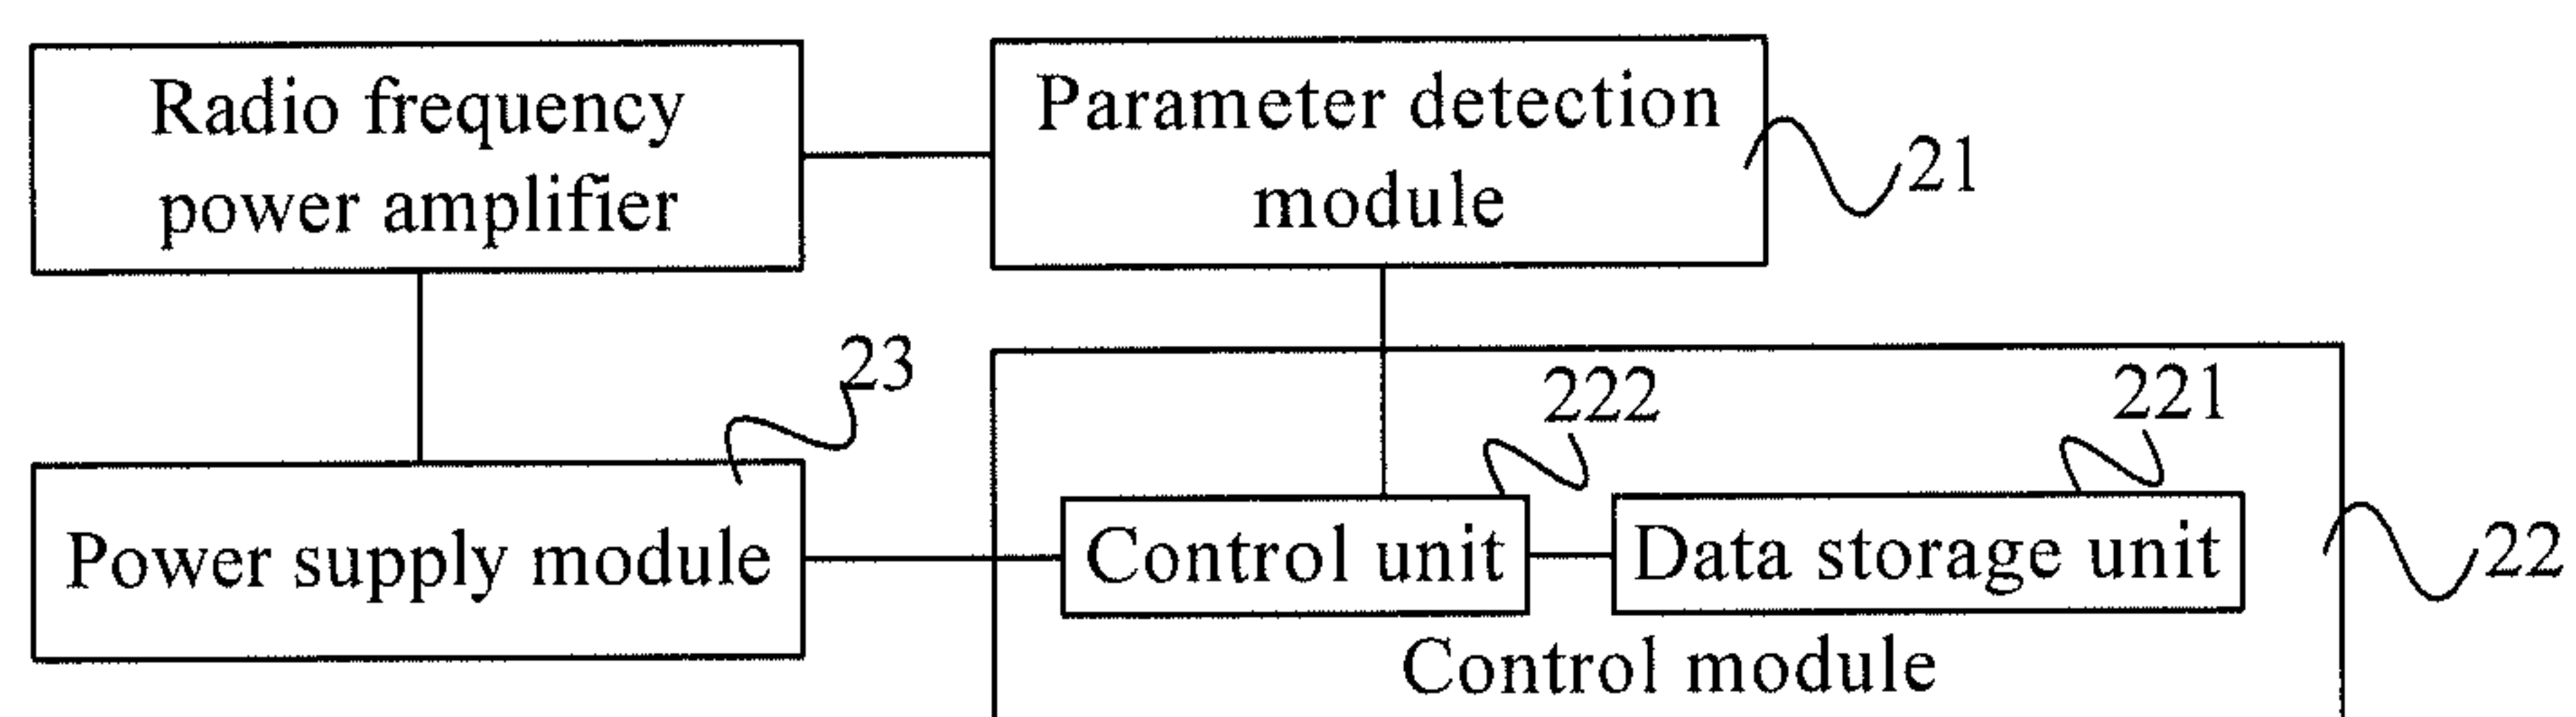 Radio frequency
power amplifier
Parameter detection
module
21
23
222
221
Power supply module
Control unit
Data storage unit
22
Control module